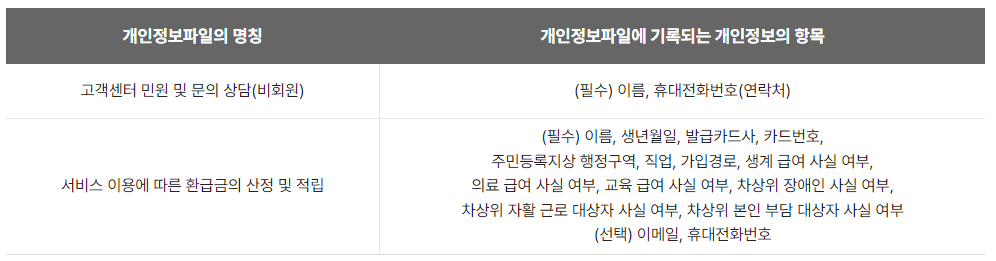 개인정보파일의 명칭
개인정보파일에 기록되는 개인정보의 항목
고객센터 민원 및 문의 상담(비회원)
(필수) 이름, 휴대전화번호(연락처)
서비스 이용에 따른 환급금의 산정 및 적립
(필수) 이름, 생년월일, 발급카드사, 카드번호,
주민등록지상 행정구역, 직업, 가입경로, 생계 급여 사실 여부,
의료 급여 사실 여부, 교육 급여 사실 여부, 차상위 장애인 사실 여부,
차상위 자활 근로 대상자 사실 여부, 차상위 본인 부담 대상자 사실 여부
(선택) 이메일, 휴대전화번호